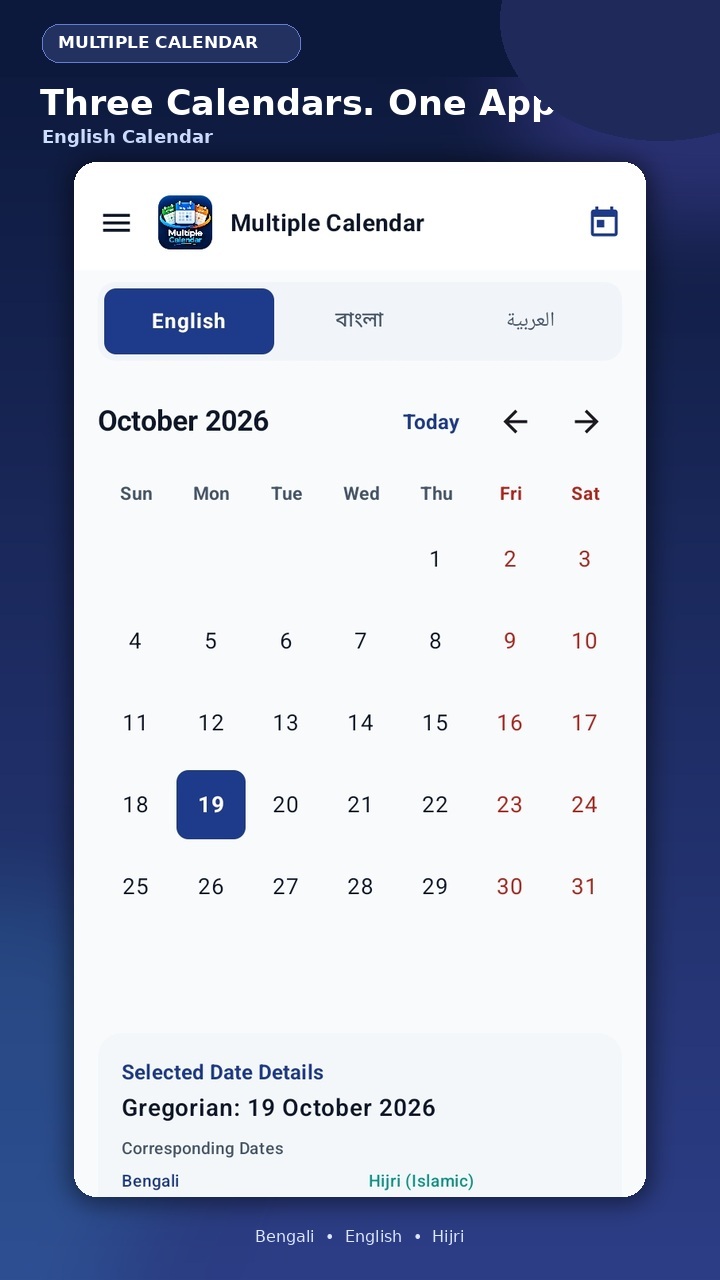 MULTIPLE CALENDAR
Three Calendars. One App
English Calendar
Multiple Calendar
Multiple Calendar
English বাংলা العربية
October 2026 Today
Sun Mon Tue Wed Thu Fri Sat
1 2 3
4 5 6 7 8 9 10
11 12 13 14 15 16 17
18 19 20 21 22 23 24
25 26 27 28 29 30 31
Selected Date Details
Gregorian: 19 October 2026
Corresponding Dates
Bengali Hijri (Islamic)
Bengali • English • Hijri